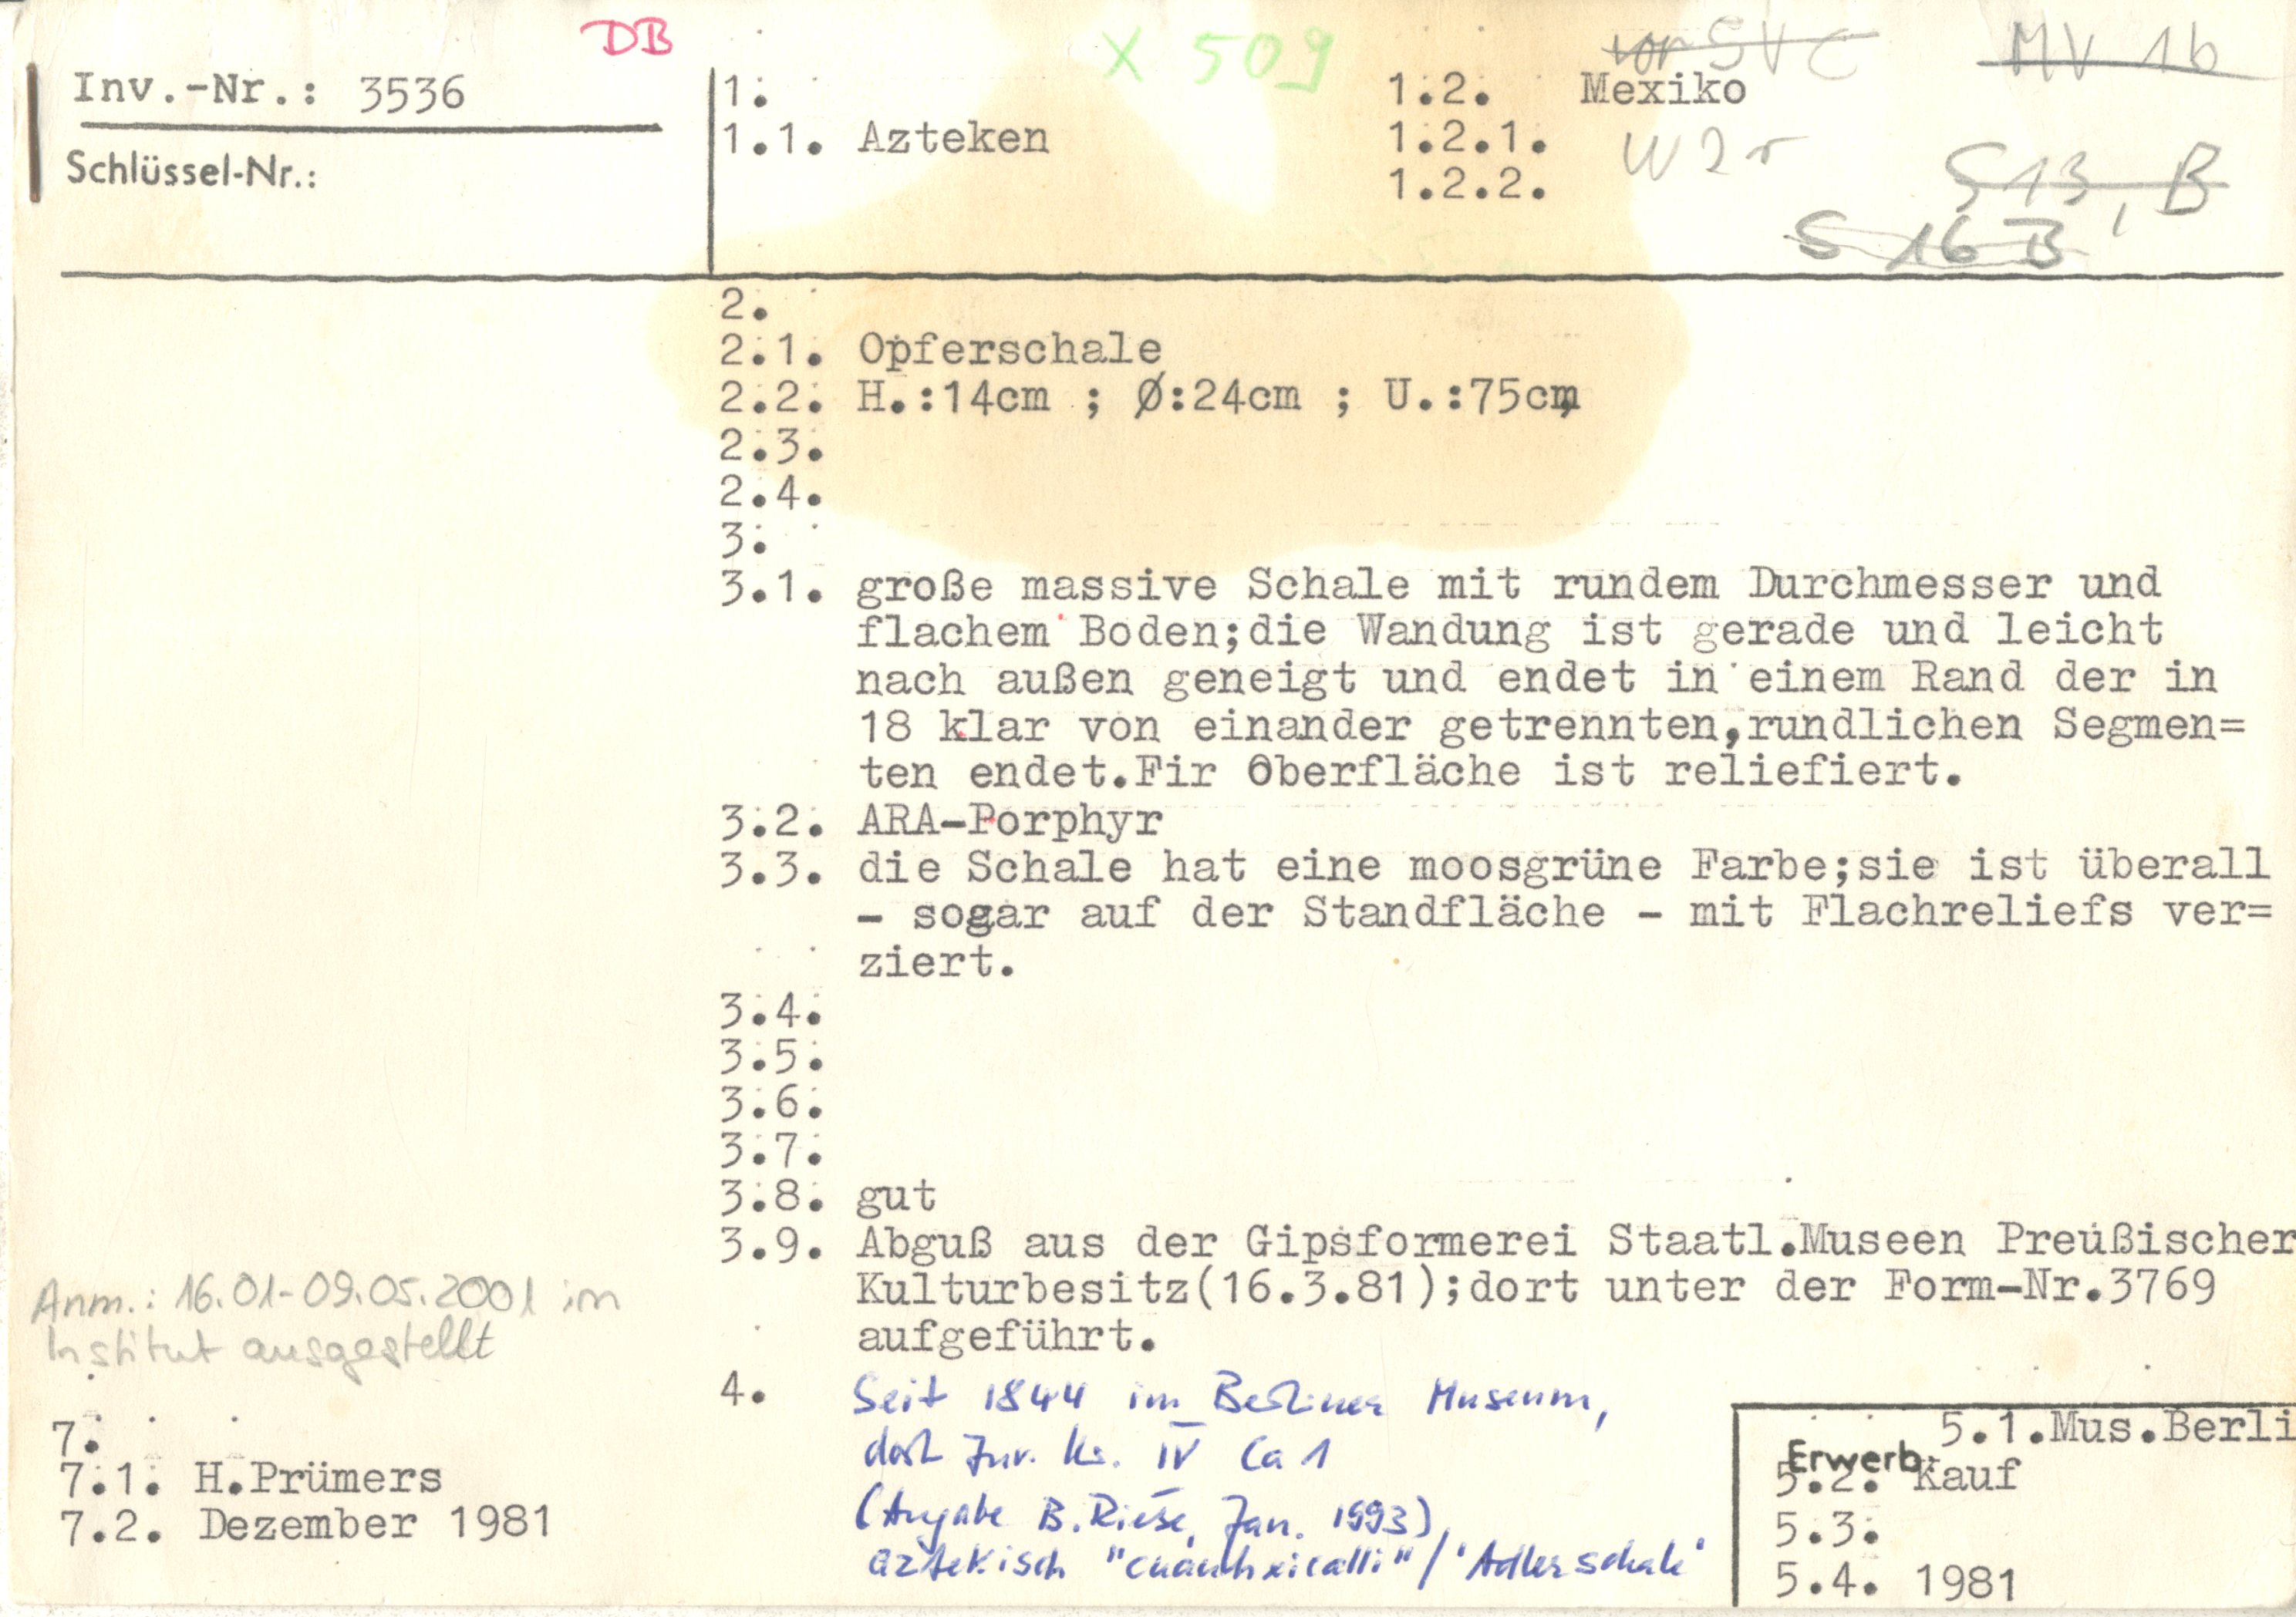 DB
X 509
vor SVC
MV 16
Inv.-Nr.: 3536
Schlüssel-Nr.:
1.
1.1. Azteken
1.2. Mexiko
1.2.1.
1.2.2.
W2r
S13, B
S 16 B
2.
2.1. Opferschale
2.2. H.:14cm ; Ø:24cm ; U.:75cm
2.3.
2.4.
3.
3.1. große massive Schale mit rundem Durchmesser und
flachem Boden;die Wandung ist gerade und leicht
nach außen geneigt und endet in einem Rand der in
18 klar von einander getrennten,rundlichen Segmen=
ten endet.Fir Oberfläche ist reliefiert.
3.2. ARA-Porphyr
3.3. die Schale hat eine moosgrüne Farbe;sie ist überall
- sogar auf der Standfläche - mit Flachreliefs ver=
ziert.
3.4.
3.5.
3.6.
3.7.
3.8. gut
3.9. Abguß aus der Gipsformerei Staatl.Museen Preußischer
Kulturbesitz(16.3.81);dort unter der Form-Nr.3769
aufgeführt.
Anm.: 16.01-09.05.2001 im
Institut ausgestellt
4. Seit 1844 im Berliner Museum,
dort Inv. Nr. IV Ca 1
(Angabe B. Riese, Jan. 1993)
aztekisch "cuauhxicalli" / 'Adlerschale'
7.
7.1. H.Prümers
7.2. Dezember 1981
5.1.Mus.Berli
Erwerb:
5.2. Kauf
5.3.
5.4. 1981